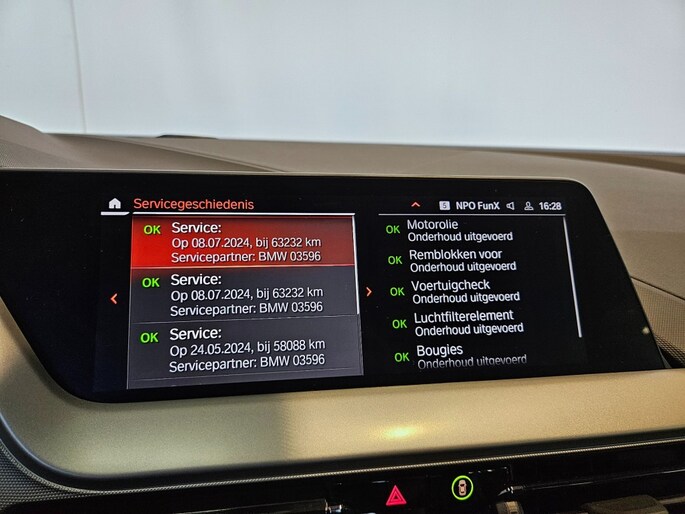 Servicegeschiedenis
5 NPO FunX 16:28
OK Service:
Op 08.07.2024, bij 63232 km
Servicepartner: BMW 03596
OK Service:
Op 08.07.2024, bij 63232 km
Servicepartner: BMW 03596
OK Service:
Op 24.05.2024, bij 58088 km
Servicepartner: BMW 03596
OK Motorolie
Onderhoud uitgevoerd
OK Remblokken voor
Onderhoud uitgevoerd
OK Voertuigcheck
Onderhoud uitgevoerd
OK Luchtfilterelement
Onderhoud uitgevoerd
OK Bougies
Onderhoud uitgevoerd